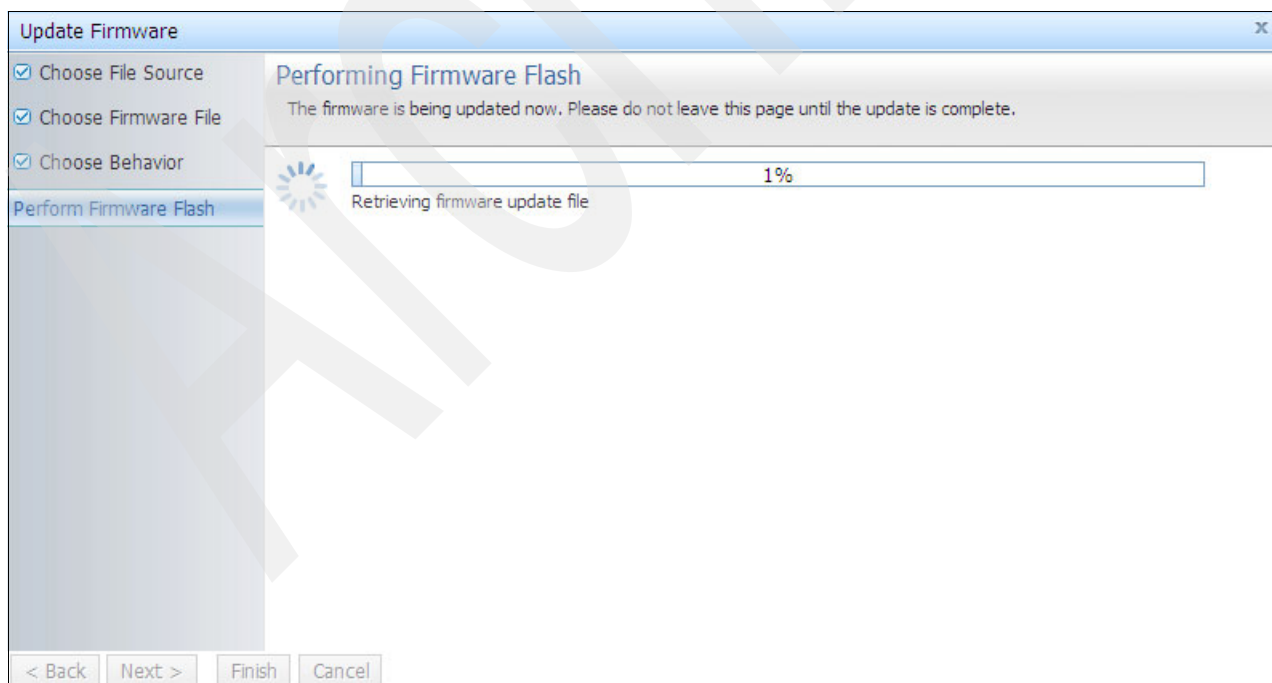 Update Firmware
x
Choose File Source
Choose Firmware File
Choose Behavior
Perform Firmware Flash
Performing Firmware Flash
The firmware is being updated now. Please do not leave this page until the update is complete.
1%
Retrieving firmware update file
< Back Next > Finish Cancel